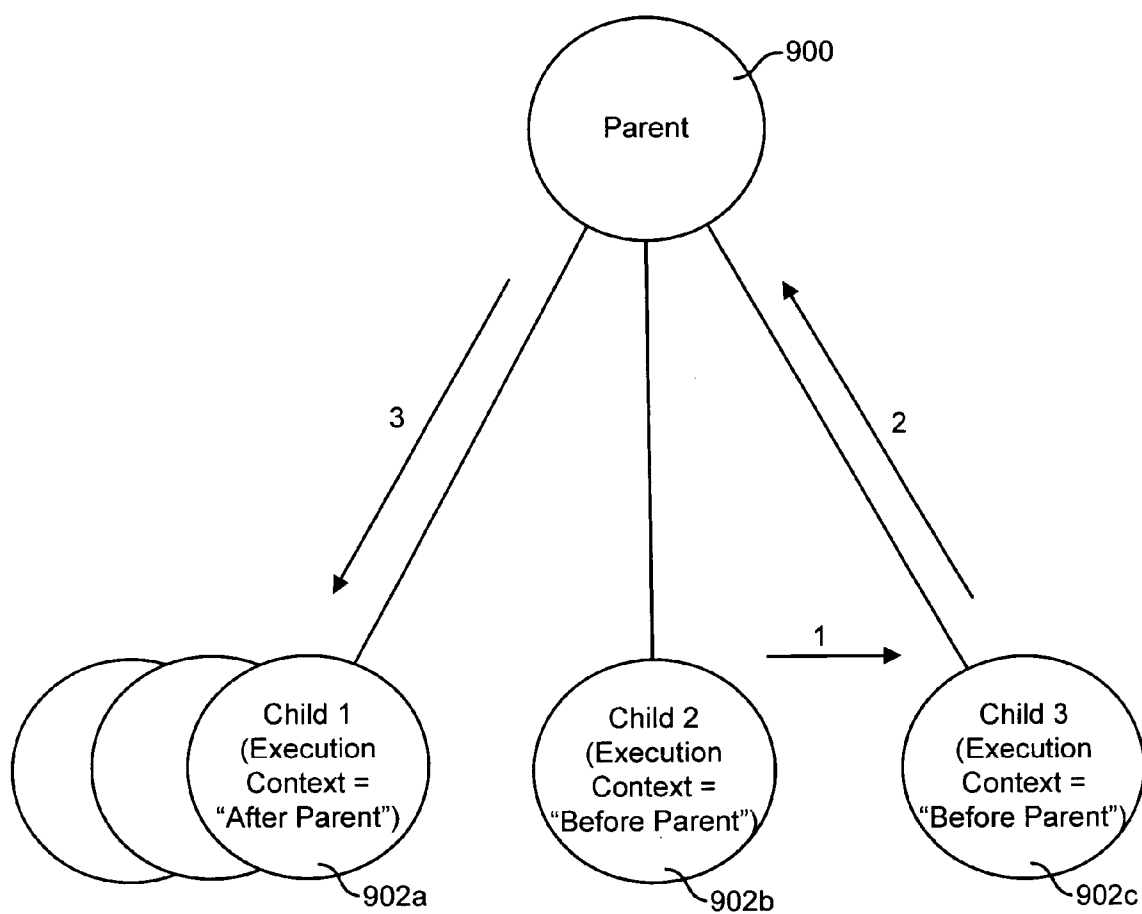 900
Parent
3
2
1
Child 1
(Execution
Context =
“After Parent”)
Child 2
(Execution
Context =
“Before Parent”)
Child 3
(Execution
Context =
“Before Parent”)
902a
902b
902c